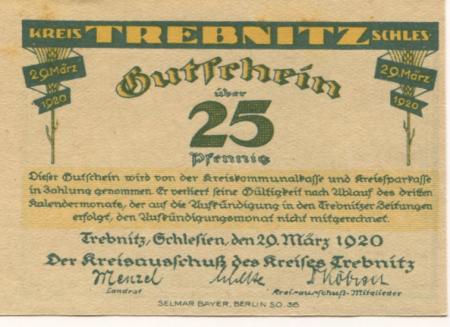 KREIS TREBNITZ SCHLES.
29. März 1920
29. März 1920
Gutschein
über
25
Pfennig
Dieser Gutschein wird von der Kreiskommunalkasse und Kreissparkasse
in Zahlung genommen. Er verliert seine Gültigkeit nach Ablauf des dritten
Kalendermonats, der auf die Aufkündigung in den Trebnitzer Zeitungen
erfolgt, den Aufkündigungsmonat nicht mitgerechnet.
Trebnitz, Schlesien, den 29. März 1920
Der Kreisausschuß des Kreises Trebnitz
Menzel
Landrat Kreisausschuß-Mitglieder
SELMAR BAYER, BERLIN SO. 36